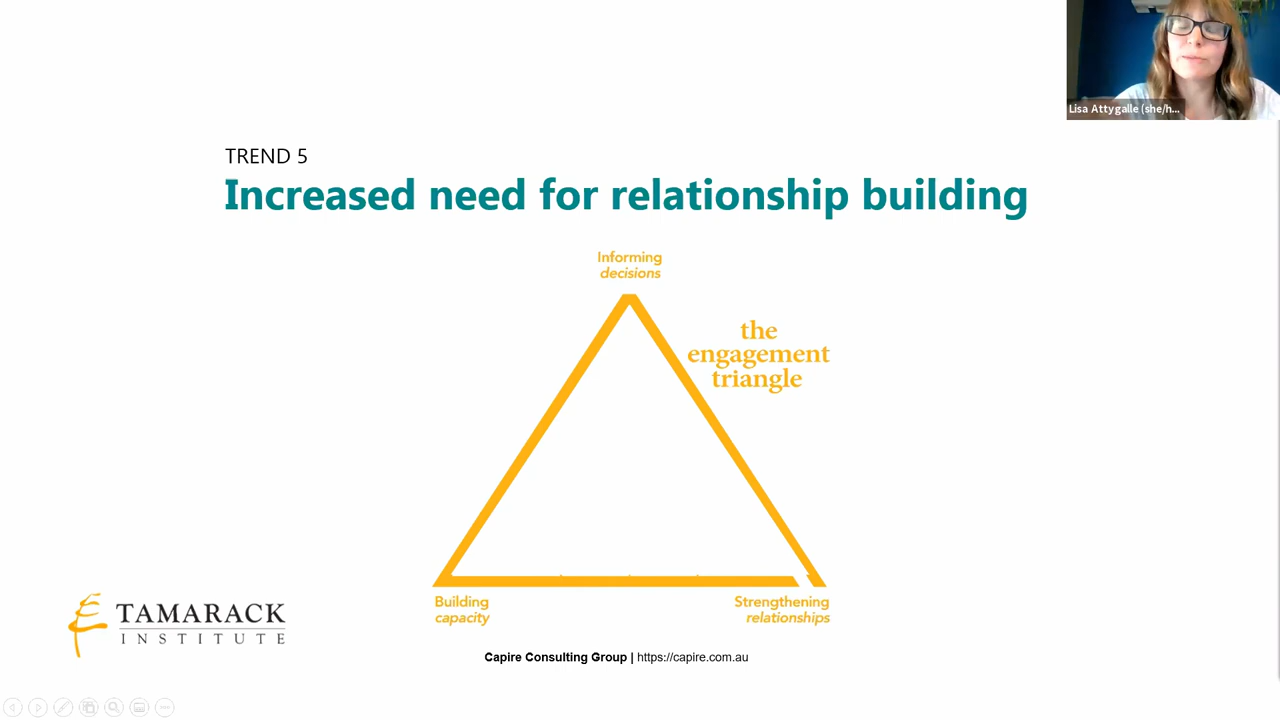 Lisa Attygalle (she/h...
TREND 5
Increased need for relationship building
Informing
decisions
the
engagement
triangle
Building
capacity
Strengthening
relationships
TAMARACK
INSTITUTE
Capire Consulting Group | https://capire.com.au